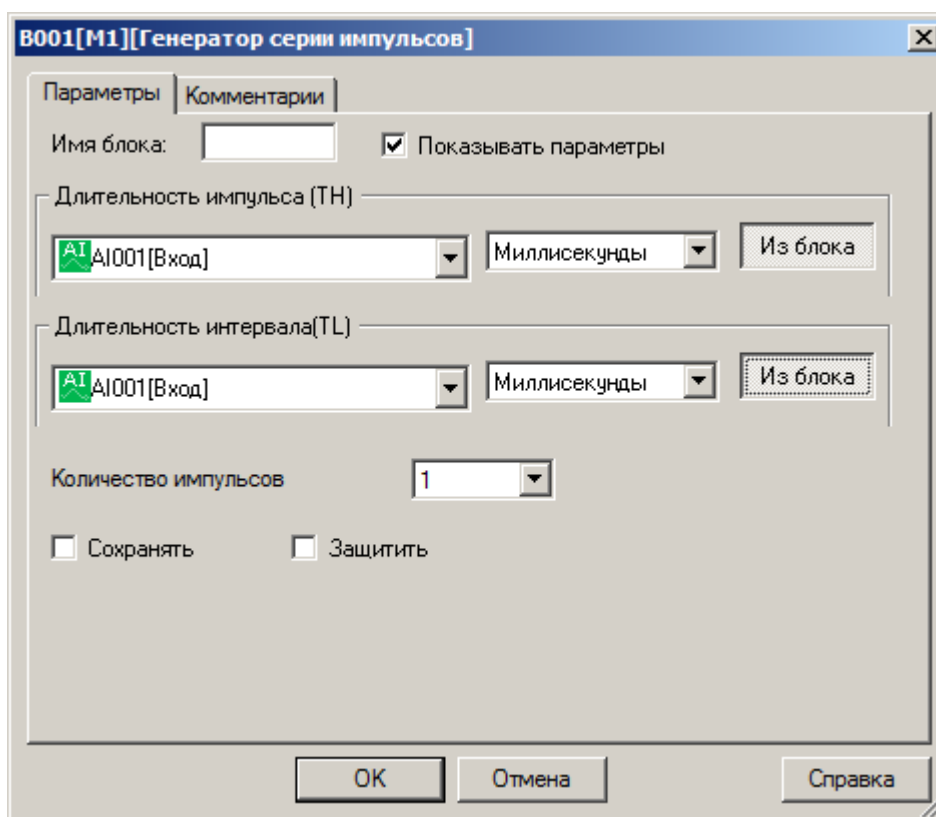 B001[M1][Генератор серии импульсов]
Параметры Комментарии
Имя блока: Показывать параметры
Длительность импульса (TH)
AI AI001[Вход] Миллисекунды Из блока
Длительность интервала(TL)
AI AI001[Вход] Миллисекунды Из блока
Количество импульсов 1
Сохранять Защитить
OK Отмена Справка